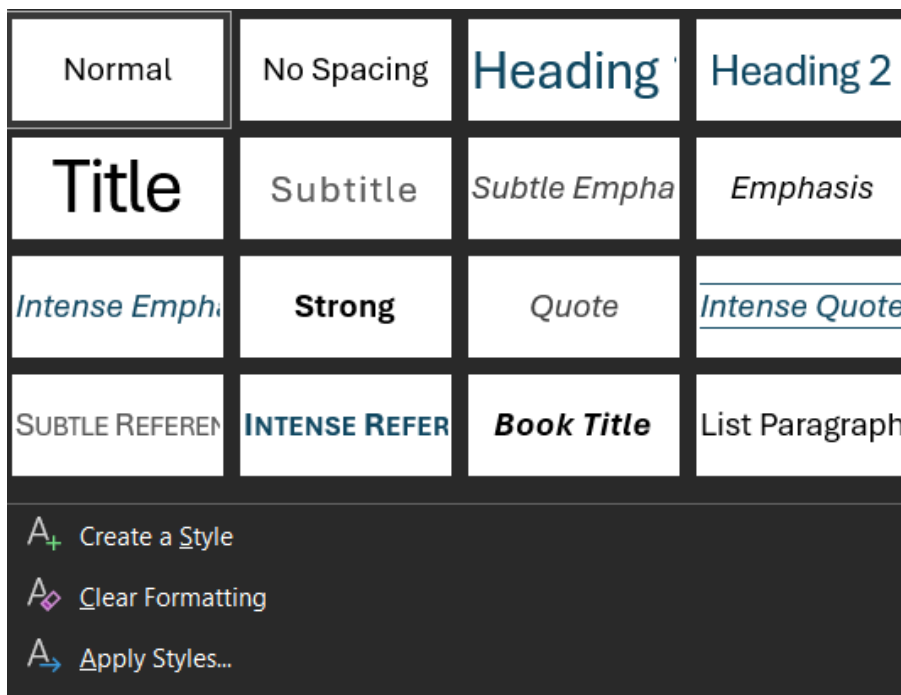 Normal
No Spacing
Heading
Heading 2
Title
Subtitle
Subtle Empha
Emphasis
Intense Empha
Strong
Quote
Intense Quote
SUBTLE REFEREN
INTENSE REFER
Book Title
List Paragraph
Create a Style
Clear Formatting
Apply Styles...